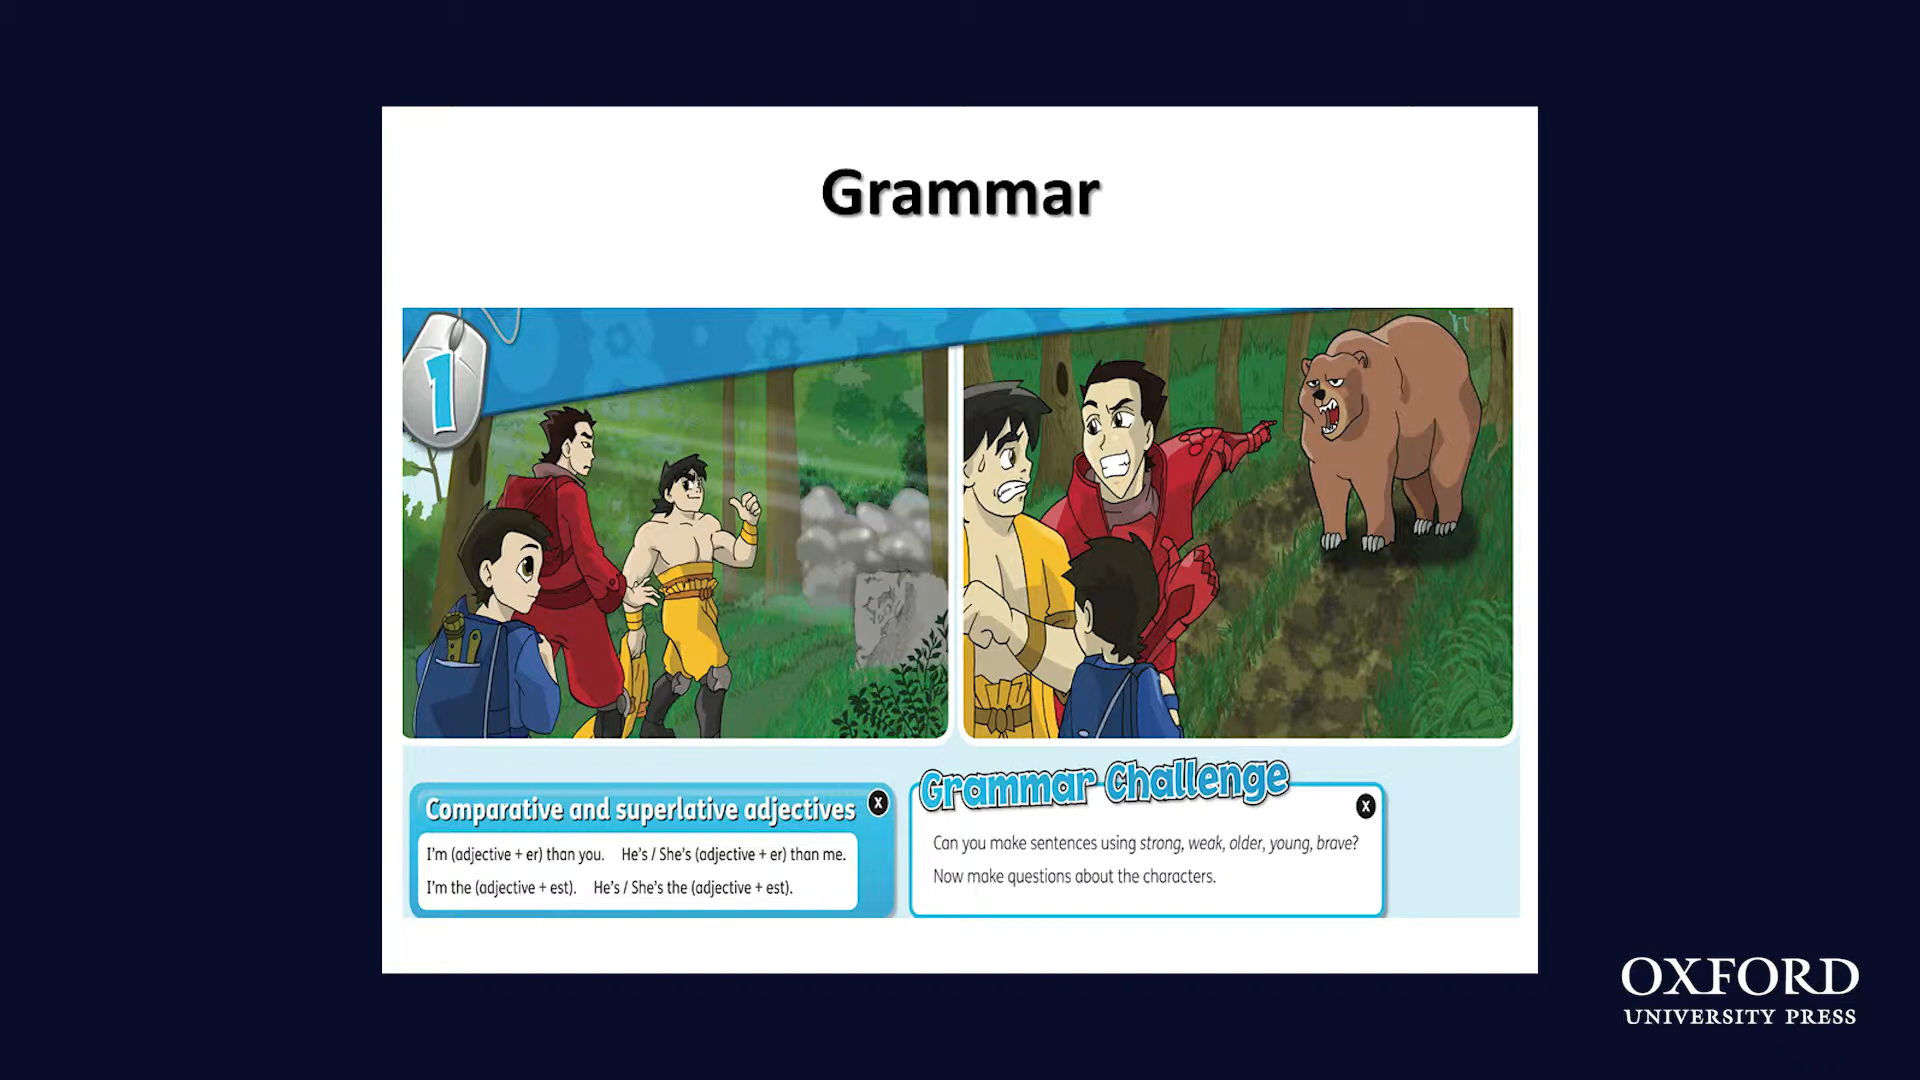 Grammar
1
Comparative and superlative adjectives
X
I'm (adjective + er) than you. He's / She's (adjective + er) than me.
I'm the (adjective + est). He's / She's the (adjective + est).
Grammar Challenge
X
Can you make sentences using strong, weak, older, young, brave?
Now make questions about the characters.
OXFORD
UNIVERSITY PRESS